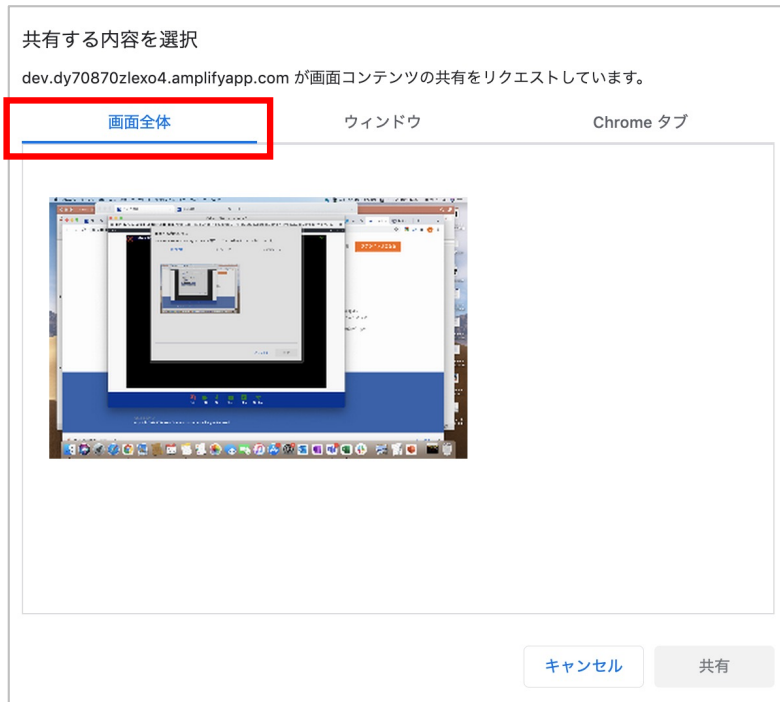 共有する内容を選択
dev.dy70870zlexo4.amplifyapp.com が画面コンテンツの共有をリクエストしています。
画面全体
ウィンドウ
Chrome タブ
キャンセル
共有